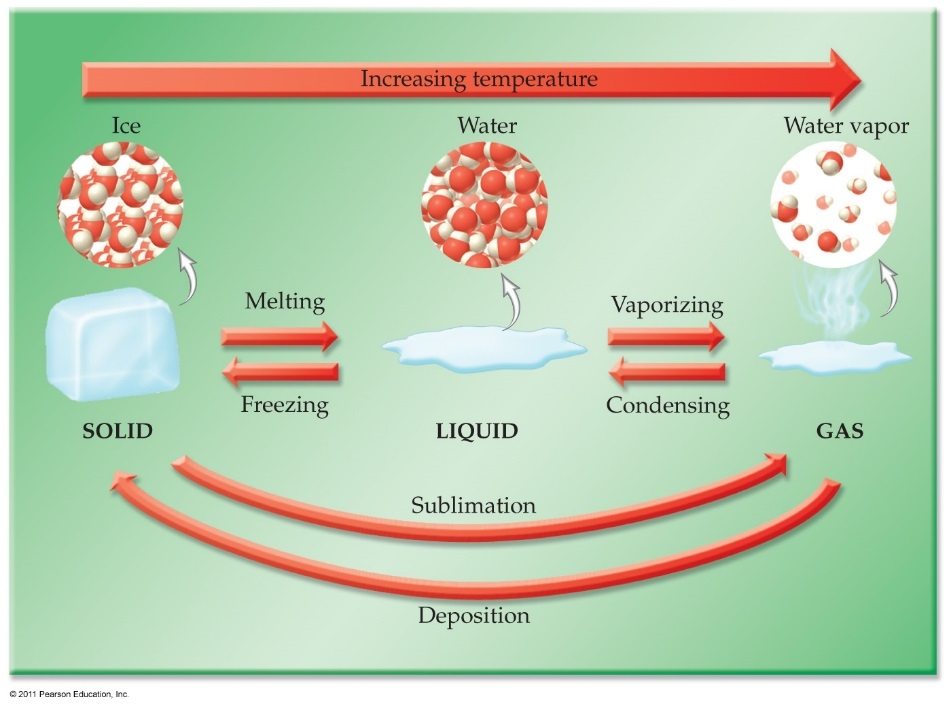 Increasing temperature
Ice
Water
Water vapor
Melting
Vaporizing
Freezing
Condensing
SOLID
LIQUID
GAS
Sublimation
Deposition
© 2011 Pearson Education, Inc.